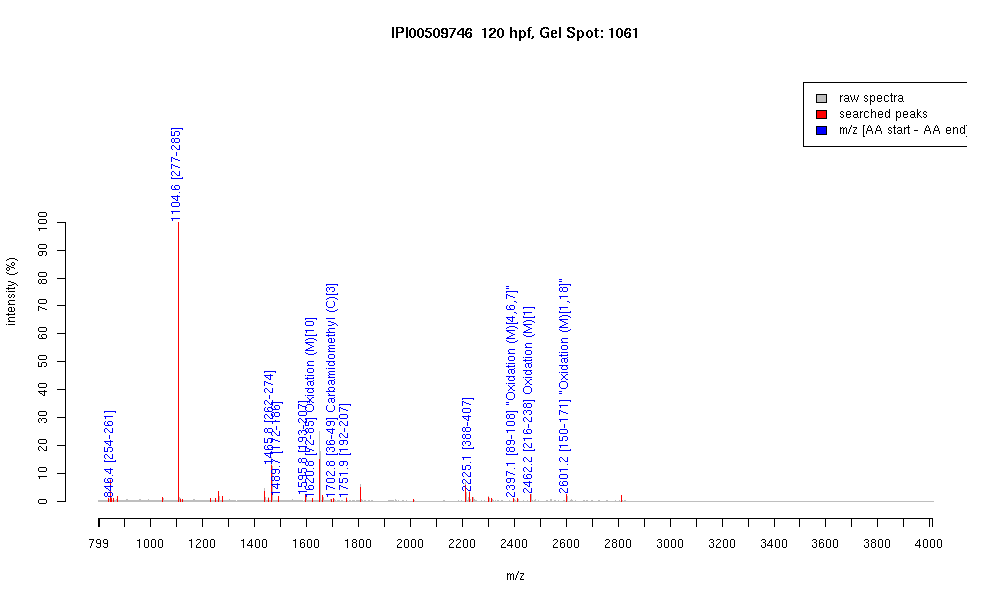 IPI00509746 120 hpf, Gel Spot: 1061
raw spectra
searched peaks
m/z [AA start - AA end]
intensity (%)
100
90
80
70
60
50
40
30
20
10
0
846.4 [254-261]
1104.6 [277-285]
1465.8 [262-274]
1489.7 [172-186]
1595.8 [193-207]
1620.8 [72-85] Oxidation (M)[10]
1702.8 [36-49] Carbamidomethyl (C)[3]
1751.9 [192-207]
2225.1 [388-407]
2397.1 [89-108] "Oxidation (M)[4,6,7]"
2462.2 [216-238] Oxidation (M)[1]
2601.2 [150-171] "Oxidation (M)[1,18]"
799 1000 1200 1400 1600 1800 2000 2200 2400 2600 2800 3000 3200 3400 3600 3800 4000
m/z